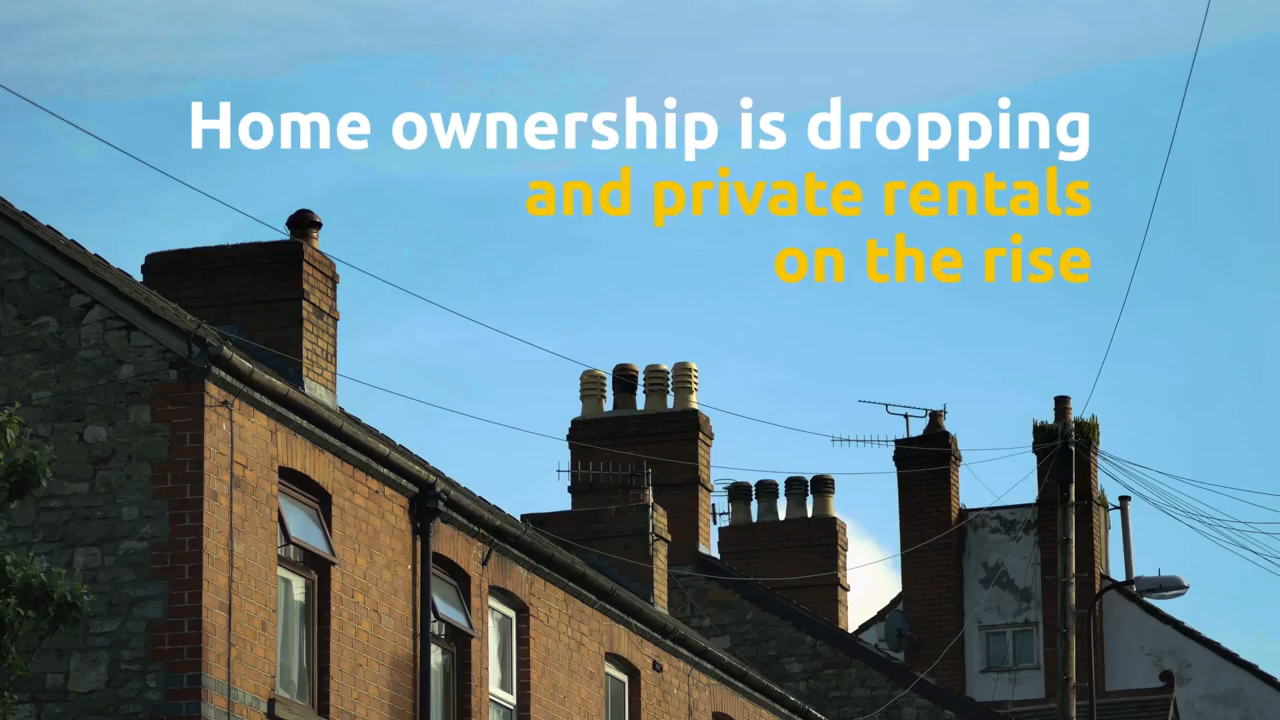 Home ownership is dropping
and private rentals
on the rise